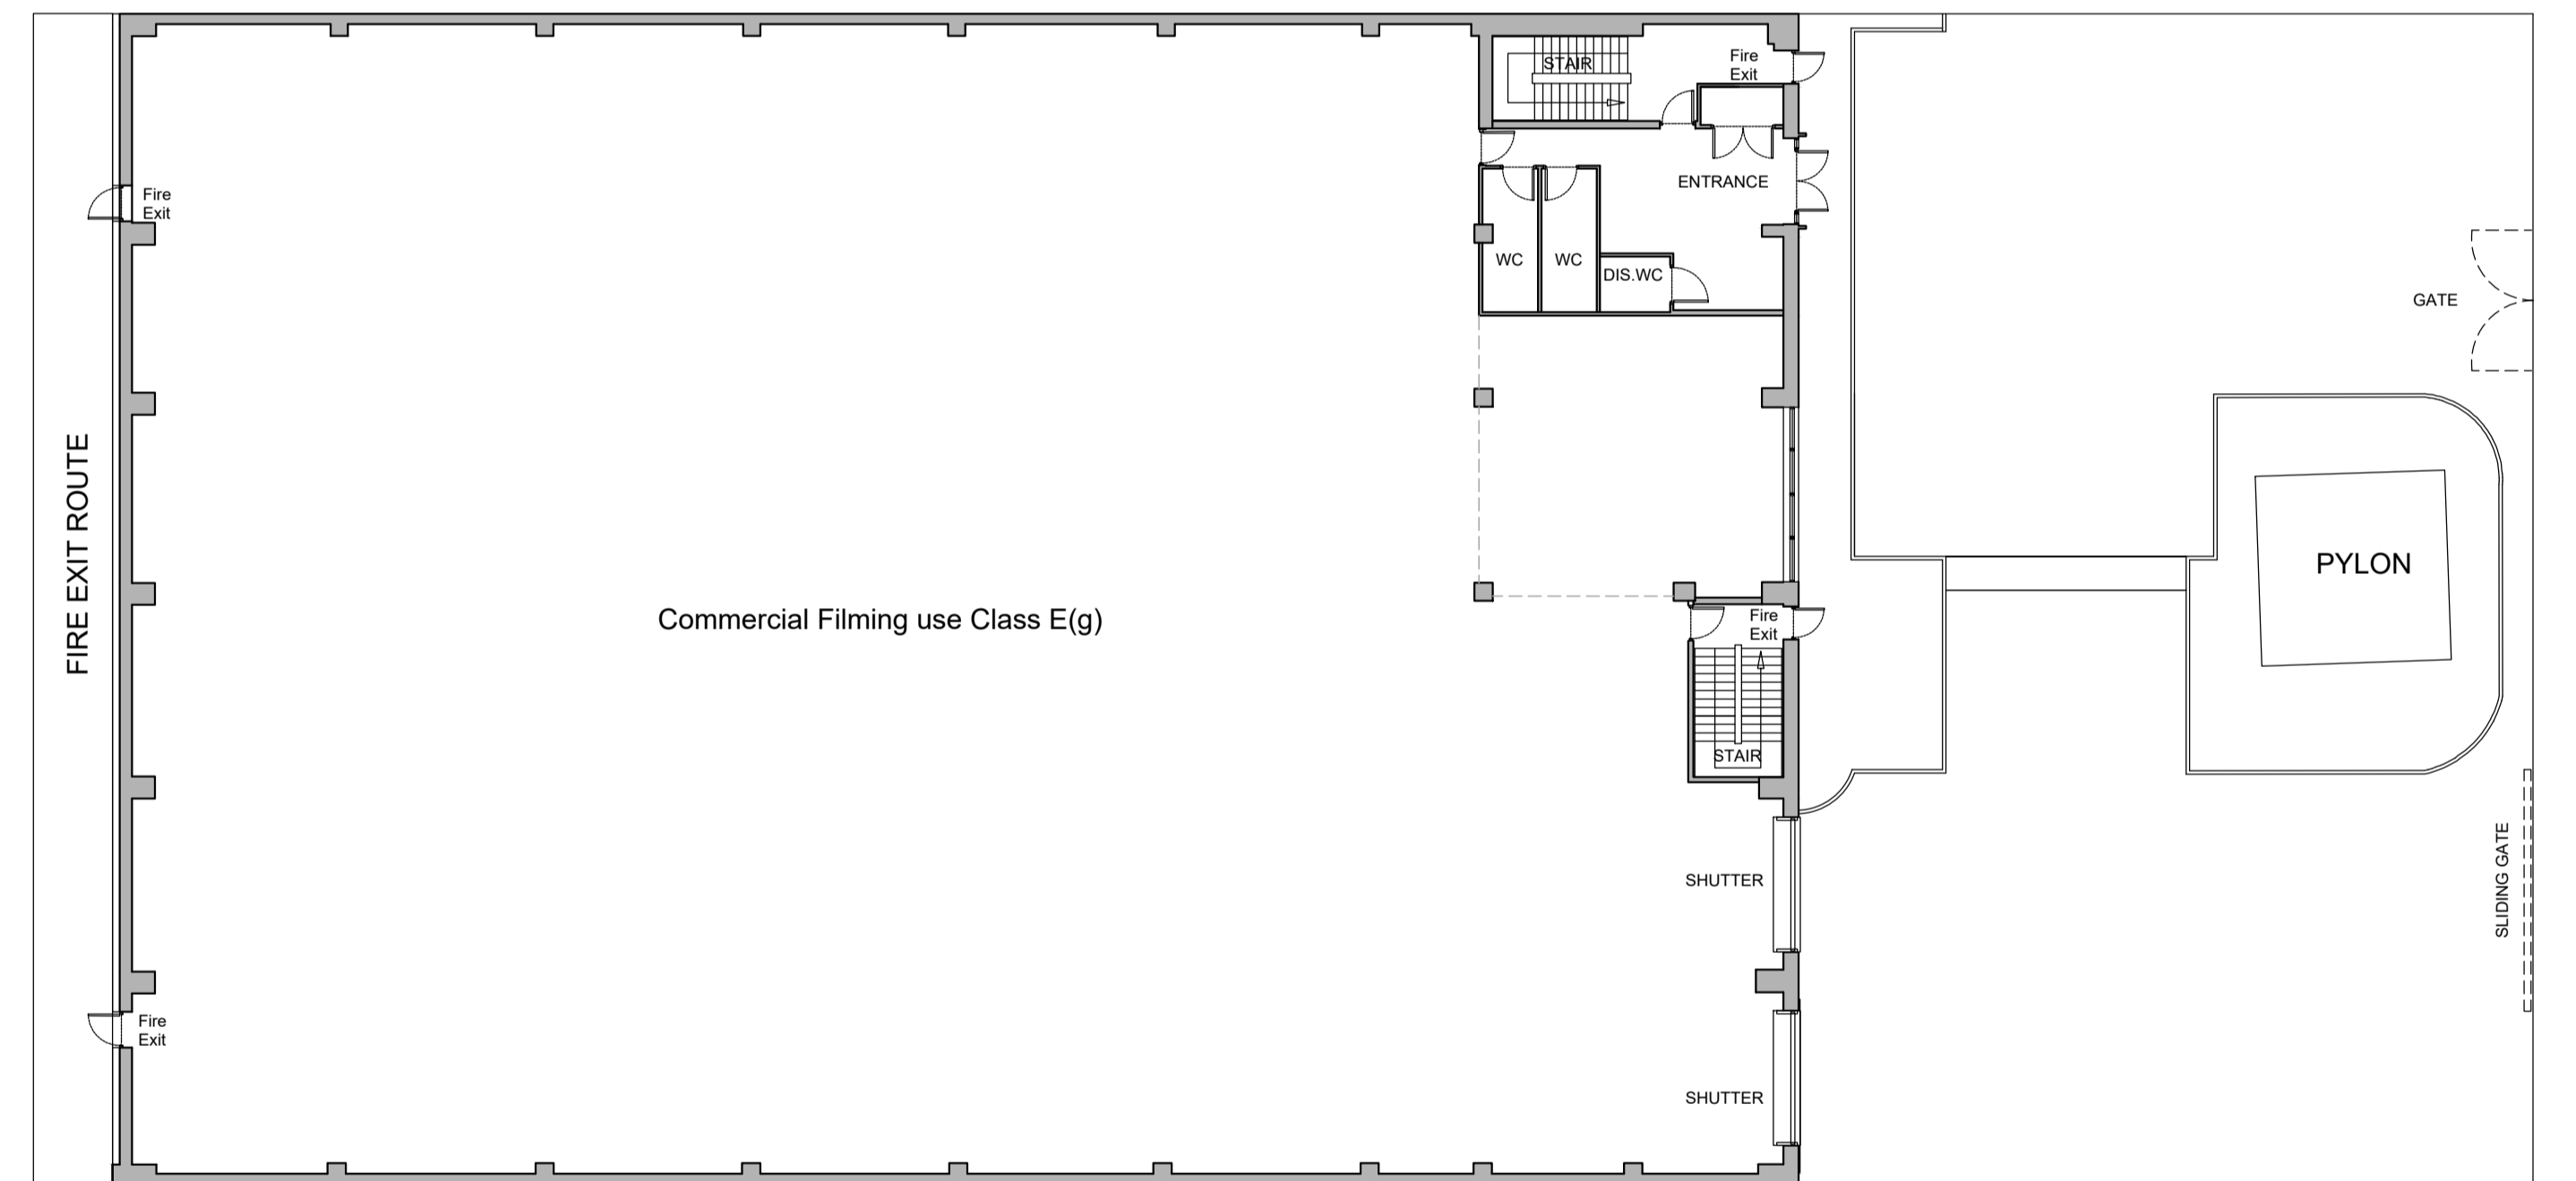 STAIR
Fire
Exit
Fire
Exit
ENTRANCE
WC
WC
DIS.WC
GATE
FIRE EXIT ROUTE
PYLON
Commercial Filming use Class E(g)
Fire
Exit
STAIR
SHUTTER
SLIDING GATE
Fire
Exit
SHUTTER